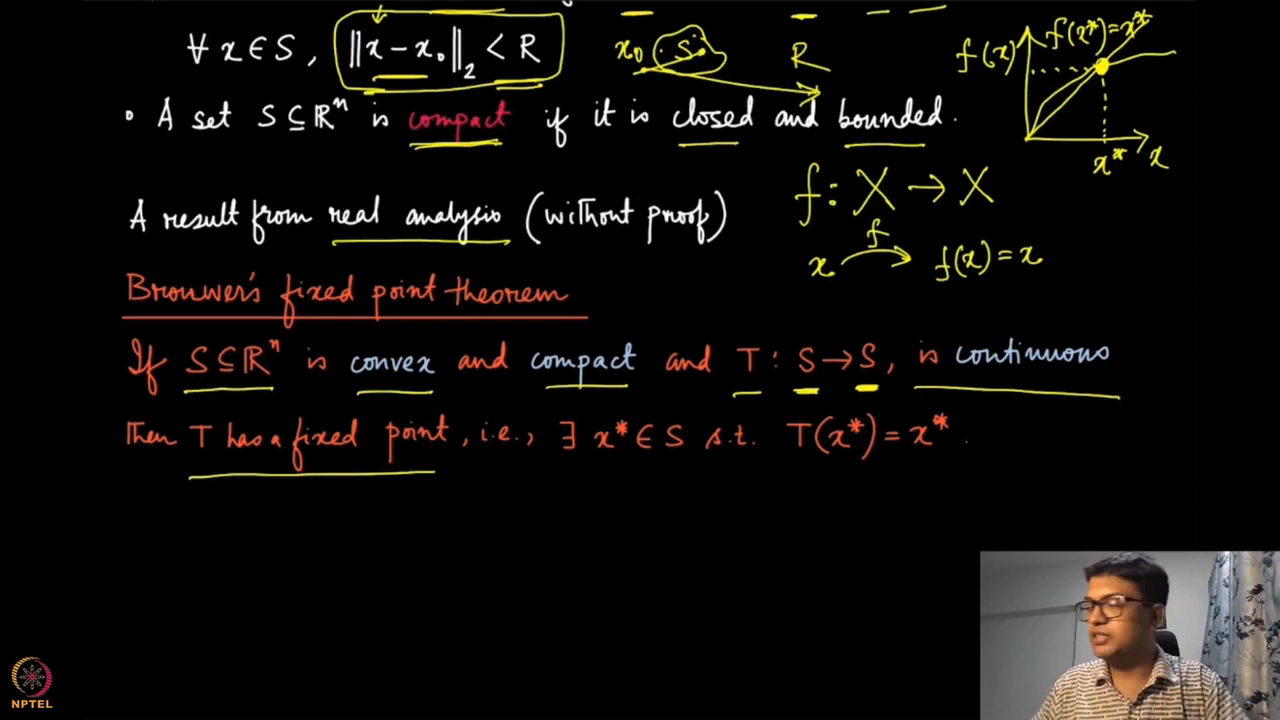 ∀ x ∈ S, ‖x − x₀‖₂ < R
x₀ S R
f(x) f(x*) = x*
x* x
• A set S ⊆ ℝⁿ is compact if it is closed and bounded.
f : X → X
A result from real analysis (without proof)
f
x f(x) = x
Brouwer's fixed point theorem
If S ⊆ ℝⁿ is convex and compact and T : S → S, is continuous
then T has a fixed point, i.e., ∃ x* ∈ S s.t. T(x*) = x*.
NPTEL